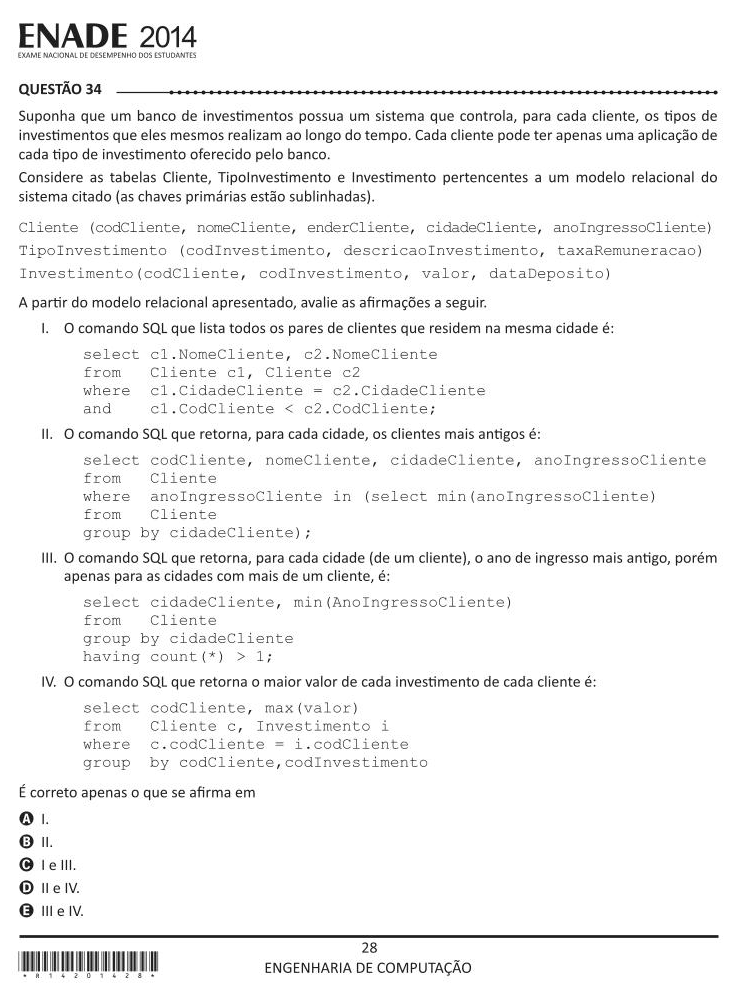 ENADE 2014
EXAME NACIONAL DE DESEMPENHO DOS ESTUDANTES
QUESTÃO 34
Suponha que um banco de investimentos possua um sistema que controla, para cada cliente, os tipos de
investimentos que eles mesmos realizam ao longo do tempo. Cada cliente pode ter apenas uma aplicação de
cada tipo de investimento oferecido pelo banco.
Considere as tabelas Cliente, TipoInvestimento e Investimento pertencentes a um modelo relacional do
sistema citado (as chaves primárias estão sublinhadas).
Cliente (codCliente, nomeCliente, enderCliente, cidadeCliente, anoIngressoCliente)
TipoInvestimento (codInvestimento, descricaoInvestimento, taxaRemuneracao)
Investimento(codCliente, codInvestimento, valor, dataDeposito)
A partir do modelo relacional apresentado, avalie as afirmações a seguir.
I. O comando SQL que lista todos os pares de clientes que residem na mesma cidade é:
select c1.NomeCliente, c2.NomeCliente
from Cliente c1, Cliente c2
where c1.CidadeCliente = c2.CidadeCliente
and c1.CodCliente < c2.CodCliente;
II. O comando SQL que retorna, para cada cidade, os clientes mais antigos é:
select codCliente, nomeCliente, cidadeCliente, anoIngressoCliente
from Cliente
where anoIngressoCliente in (select min(anoIngressoCliente)
from Cliente
group by cidadeCliente);
III. O comando SQL que retorna, para cada cidade (de um cliente), o ano de ingresso mais antigo, porém
apenas para as cidades com mais de um cliente, é:
select cidadeCliente, min(AnoIngressoCliente)
from Cliente
group by cidadeCliente
having count(*) > 1;
IV. O comando SQL que retorna o maior valor de cada investimento de cada cliente é:
select codCliente, max(valor)
from Cliente c, Investimento i
where c.codCliente = i.codCliente
group by codCliente,codInvestimento
É correto apenas o que se afirma em
A I.
B II.
C I e III.
D II e IV.
E III e IV.
28
ENGENHARIA DE COMPUTAÇÃO
*R14201428*